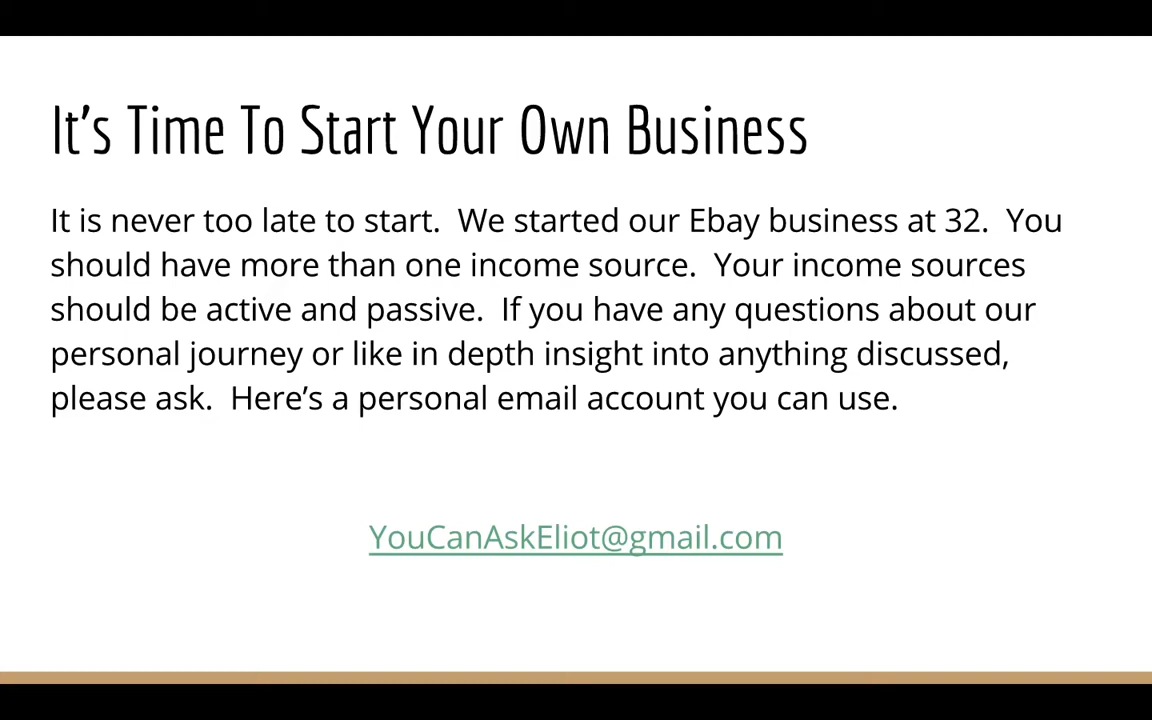 It’s Time To Start Your Own Business
It is never too late to start.  We started our Ebay business at 32.  You
should have more than one income source.  Your income sources
should be active and passive.  If you have any questions about our
personal journey or like in depth insight into anything discussed,
please ask.  Here’s a personal email account you can use.
YouCanAskEliot@gmail.com